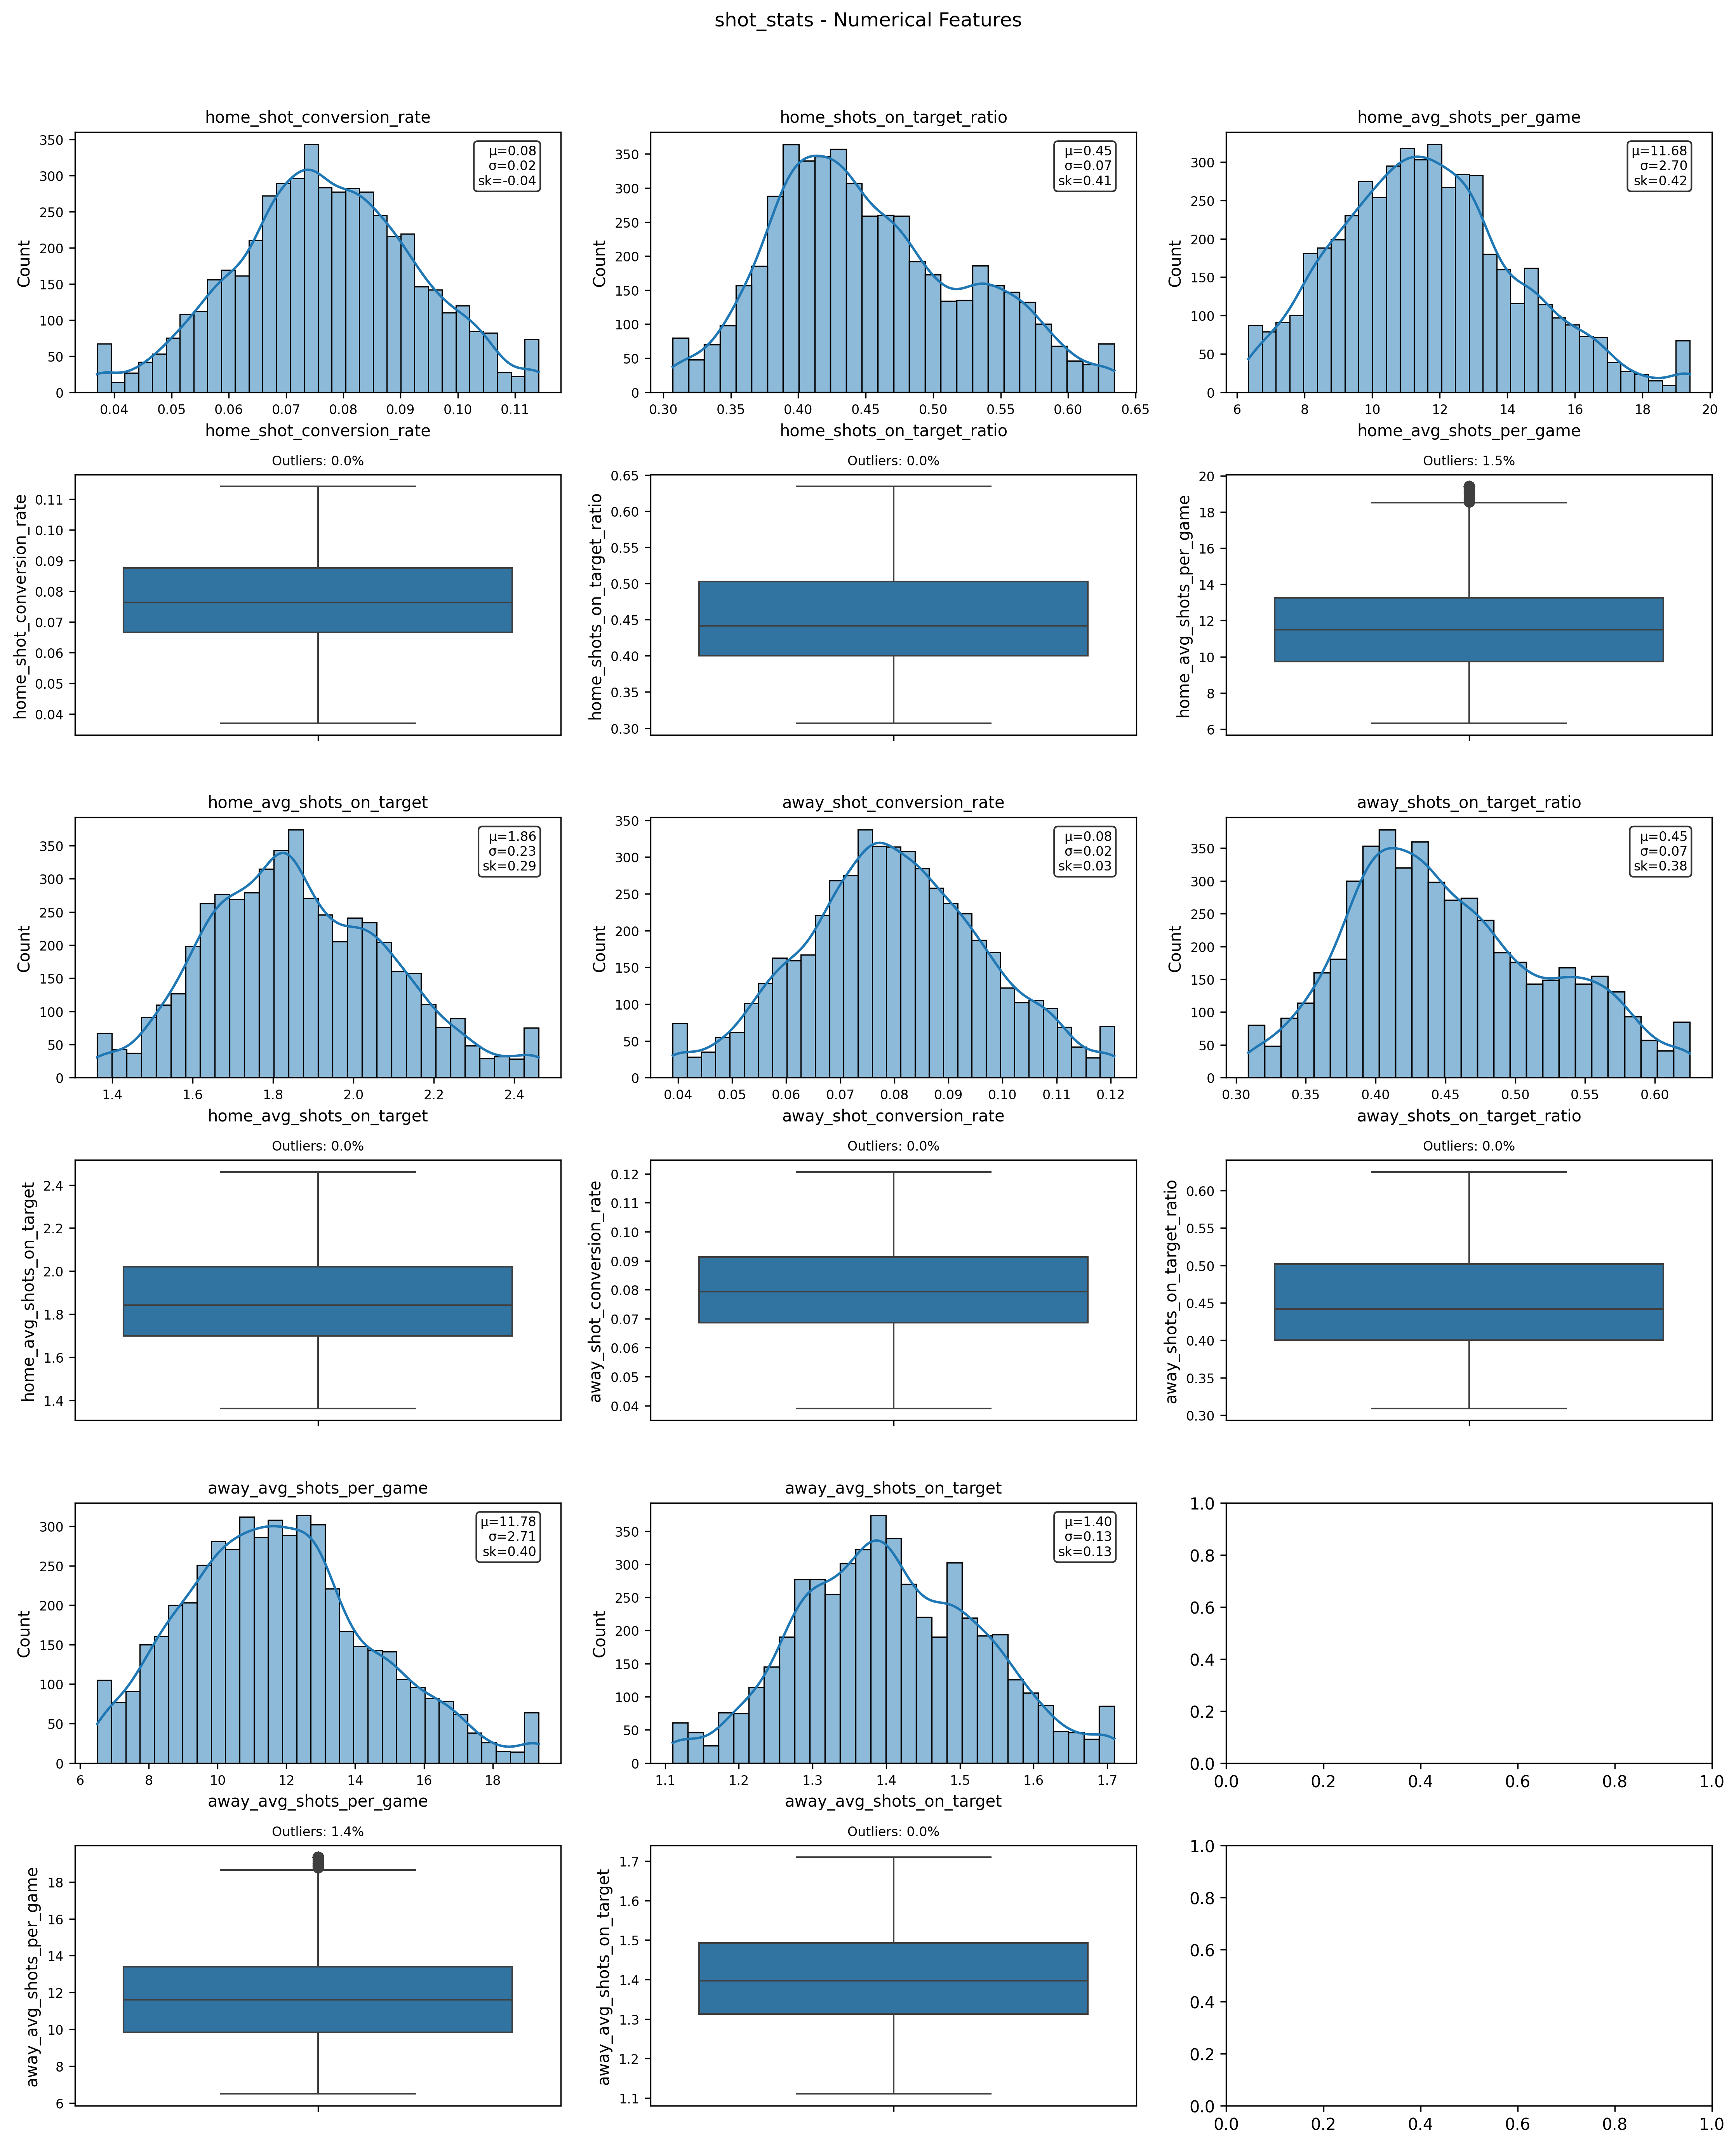 shot_stats - Numerical Features
home_shot_conversion_rate
350
300
250
200
150
100
50
0
Count
μ=0.08
σ=0.02
sk=-0.04
0.04 0.05 0.06 0.07 0.08 0.09 0.10 0.11
home_shot_conversion_rate
home_shots_on_target_ratio
350
300
250
200
150
100
50
0
Count
μ=0.45
σ=0.07
sk=0.41
0.30 0.35 0.40 0.45 0.50 0.55 0.60 0.65
home_shots_on_target_ratio
home_avg_shots_per_game
300
250
200
150
100
50
0
Count
μ=11.68
σ=2.70
sk=0.42
6 8 10 12 14 16 18 20
home_avg_shots_per_game
Outliers: 0.0%
0.11
0.10
0.09
0.08
0.07
0.06
0.05
0.04
home_shot_conversion_rate
Outliers: 0.0%
0.65
0.60
0.55
0.50
0.45
0.40
0.35
0.30
home_shots_on_target_ratio
Outliers: 1.5%
20
18
16
14
12
10
8
6
home_avg_shots_per_game
home_avg_shots_on_target
350
300
250
200
150
100
50
0
Count
μ=1.86
σ=0.23
sk=0.29
1.4 1.6 1.8 2.0 2.2 2.4
home_avg_shots_on_target
away_shot_conversion_rate
350
300
250
200
150
100
50
0
Count
μ=0.08
σ=0.02
sk=0.03
0.04 0.05 0.06 0.07 0.08 0.09 0.10 0.11 0.12
away_shot_conversion_rate
away_shots_on_target_ratio
350
300
250
200
150
100
50
0
Count
μ=0.45
σ=0.07
sk=0.38
0.30 0.35 0.40 0.45 0.50 0.55 0.60
away_shots_on_target_ratio
Outliers: 0.0%
2.4
2.2
2.0
1.8
1.6
1.4
home_avg_shots_on_target
Outliers: 0.0%
0.12
0.11
0.10
0.09
0.08
0.07
0.06
0.05
0.04
away_shot_conversion_rate
Outliers: 0.0%
0.60
0.55
0.50
0.45
0.40
0.35
0.30
away_shots_on_target_ratio
away_avg_shots_per_game
300
250
200
150
100
50
0
Count
μ=11.78
σ=2.71
sk=0.40
6 8 10 12 14 16 18
away_avg_shots_per_game
away_avg_shots_on_target
350
300
250
200
150
100
50
0
Count
μ=1.40
σ=0.13
sk=0.13
1.1 1.2 1.3 1.4 1.5 1.6 1.7
away_avg_shots_on_target
1.0
0.8
0.6
0.4
0.2
0.0
0.0 0.2 0.4 0.6 0.8 1.0
Outliers: 1.4%
18
16
14
12
10
8
6
away_avg_shots_per_game
Outliers: 0.0%
1.7
1.6
1.5
1.4
1.3
1.2
1.1
away_avg_shots_on_target
1.0
0.8
0.6
0.4
0.2
0.0
0.0 0.2 0.4 0.6 0.8 1.0